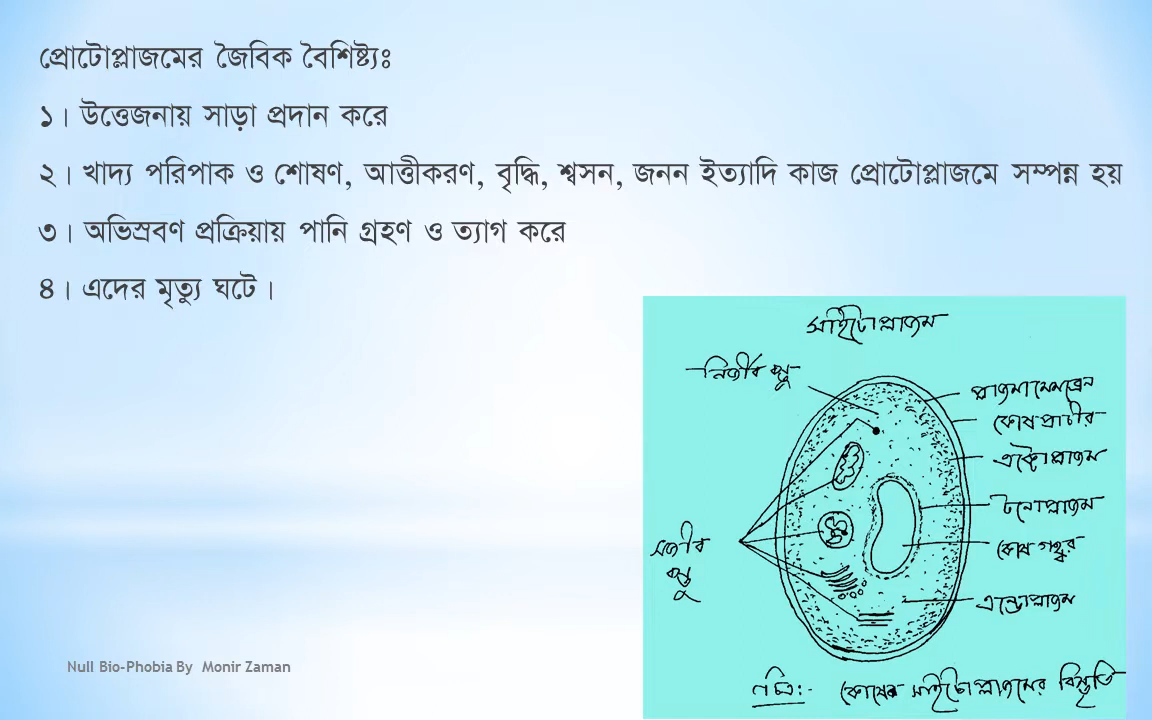 প্রোটোপ্লাজমের জৈবিক বৈশিষ্ট্যঃ
১। উত্তেজনায় সাড়া প্রদান করে
২। খাদ্য পরিপাক ও শোষণ, আত্তীকরণ, বৃদ্ধি, শ্বসন, জনন ইত্যাদি কাজ প্রোটোপ্লাজমে সম্পন্ন হয়
৩। অভিস্রবণ প্রক্রিয়ায় পানি গ্রহণ ও ত্যাগ করে
৪। এদের মৃত্যু ঘটে।
সাইটোপ্লাজম
নির্জীব বস্তু
প্লাজমামেমব্রেন
কোষপ্রাচীর
এক্টোপ্লাজম
টনোপ্লাজম
কোষ গহ্বর
সজীব
বস্তু
এন্ডোপ্লাজম
চিত্র:- কোষের সাইটোপ্লাজমের বিস্তৃতি
Null Bio-Phobia By Monir Zaman